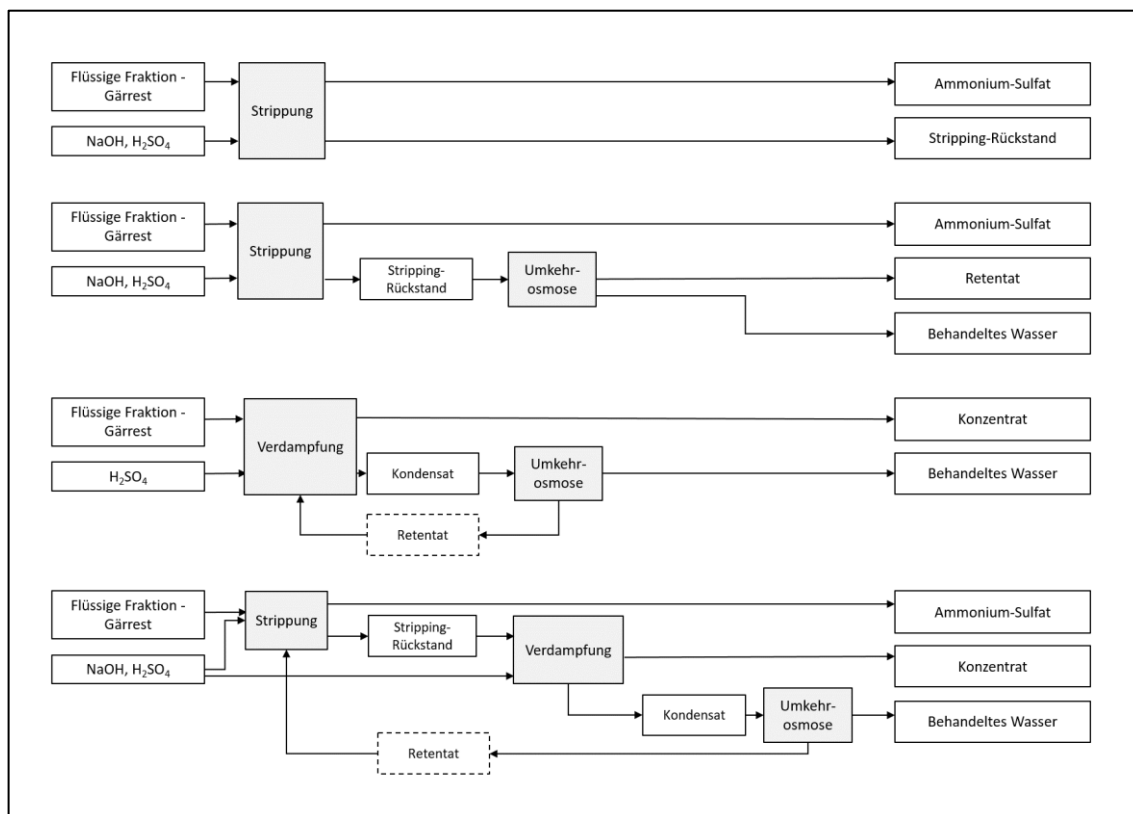 Flüssige Fraktion -
Gärrest
NaOH, H₂SO₄
Strippung
Ammonium-Sulfat
Stripping-Rückstand
Flüssige Fraktion -
Gärrest
NaOH, H₂SO₄
Strippung
Stripping-
Rückstand
Umkehr-
osmose
Ammonium-Sulfat
Retentat
Behandeltes Wasser
Flüssige Fraktion -
Gärrest
H₂SO₄
Verdampfung
Kondensat
Umkehr-
osmose
Retentat
Konzentrat
Behandeltes Wasser
Flüssige Fraktion -
Gärrest
NaOH, H₂SO₄
Strippung
Stripping-
Rückstand
Verdampfung
Kondensat
Umkehr-
osmose
Retentat
Ammonium-Sulfat
Konzentrat
Behandeltes Wasser